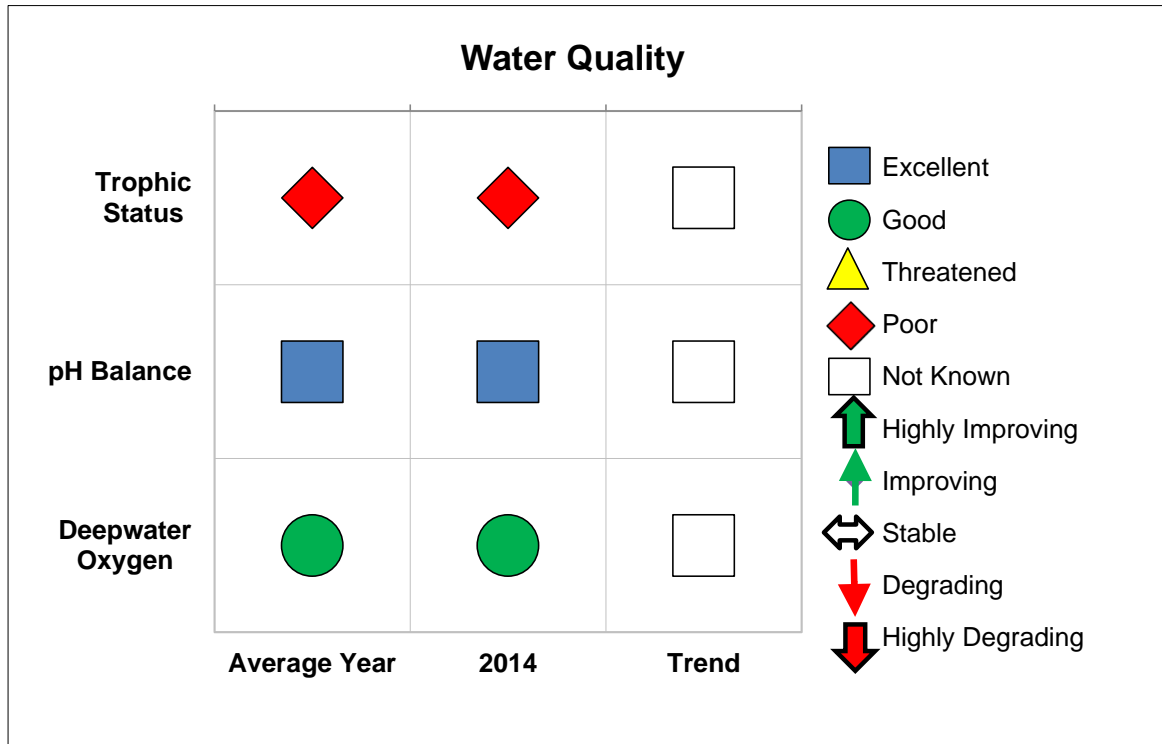 Water Quality
Trophic
Status
pH Balance
Deepwater
Oxygen
Average Year
2014
Trend
Excellent
Good
Threatened
Poor
Not Known
Highly Improving
Improving
Stable
Degrading
Highly Degrading